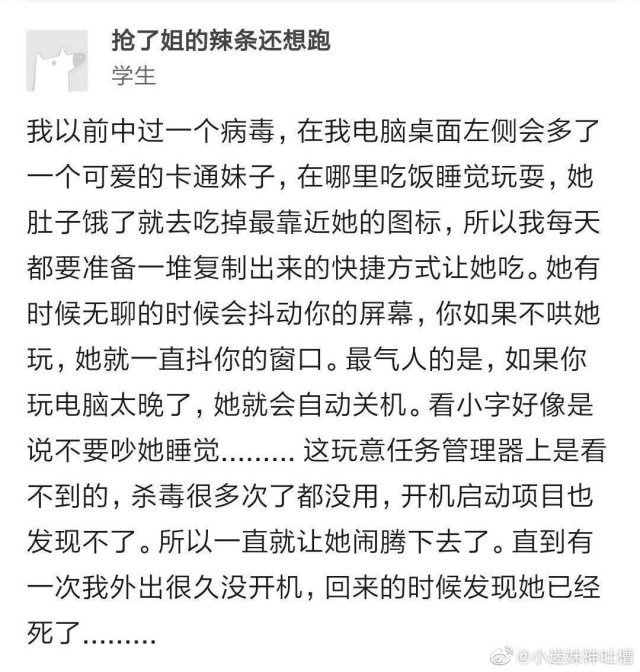 抢了姐的辣条还想跑
学生
我以前中过一个病毒，在我电脑桌面左侧会多了
一个可爱的卡通妹子，在哪里吃饭睡觉玩耍，她
肚子饿了就去吃掉最靠近她的图标，所以我每天
都要准备一堆复制出来的快捷方式让她吃。她有
时候无聊的时候会抖动你的屏幕，你如果不哄她
玩，她就一直抖你的窗口。最气人的是，如果你
玩电脑太晚了，她就会自动关机。看小字好像是
说不要吵她睡觉......... 这玩意任务管理器上是看
不到的，杀毒很多次了都没用，开机启动项目也
发现不了。所以一直就让她闹腾下去了。直到有
一次我外出很久没开机，回来的时候发现她已经
死了.........
@小迷妹神吐槽